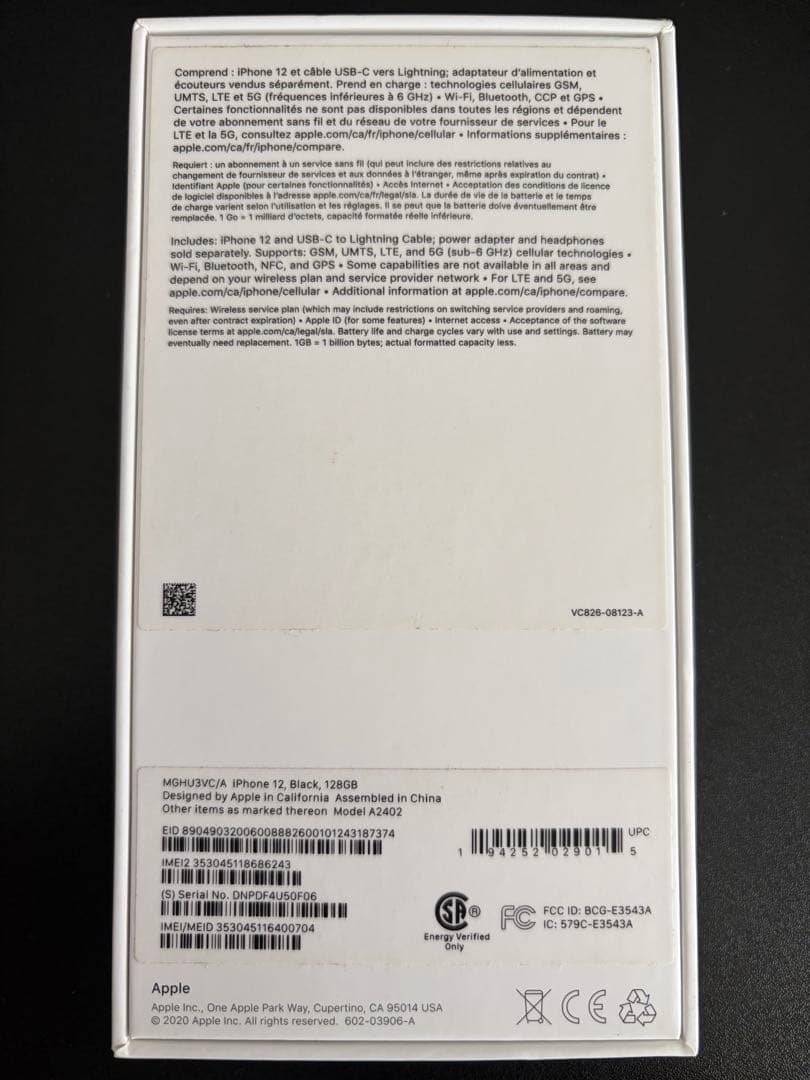 Comprend : iPhone 12 et câble USB-C vers Lightning; adaptateur d'alimentation et
écouteurs vendus séparément. Prend en charge : technologies cellulaires GSM,
UMTS, LTE et 5G (fréquences inférieures à 6 GHz) • Wi-Fi, Bluetooth, CCP et GPS •
Certaines fonctionnalités ne sont pas disponibles dans toutes les régions et dépendent
de votre abonnement sans fil et du réseau de votre fournisseur de services • Pour le
LTE et la 5G, consultez apple.com/ca/fr/iphone/cellular • Informations supplémentaires :
apple.com/ca/fr/iphone/compare.
Requiert : un abonnement à un service sans fil (qui peut inclure des restrictions relatives au
changement de fournisseur de services et aux données à l'étranger, même après expiration du contrat) •
Identifiant Apple (pour certaines fonctionnalités) • Accès Internet • Acceptation des conditions de licence
de logiciel disponibles à l'adresse apple.com/ca/fr/legal/sla. La durée de vie de la batterie et le temps
de charge varient selon l'utilisation et les réglages. Il se peut que la batterie doive éventuellement être
remplacée. 1 Go = 1 milliard d'octets, capacité formatée réelle inférieure.
Includes: iPhone 12 and USB-C to Lightning Cable; power adapter and headphones
sold separately. Supports: GSM, UMTS, LTE, and 5G (sub-6 GHz) cellular technologies •
Wi-Fi, Bluetooth, NFC, and GPS • Some capabilities are not available in all areas and
depend on your wireless plan and service provider network • For LTE and 5G, see
apple.com/ca/iphone/cellular • Additional information at apple.com/ca/iphone/compare.
Requires: Wireless service plan (which may include restrictions on switching service providers and roaming,
even after contract expiration) • Apple ID (for some features) • Internet access • Acceptance of the software
license terms at apple.com/ca/legal/sla. Battery life and charge cycles vary with use and settings. Battery may
eventually need replacement. 1GB = 1 billion bytes; actual formatted capacity less.
VC826-08123-A
MGHU3VC/A iPhone 12, Black, 128GB
Designed by Apple in California Assembled in China
Other items as marked thereon Model A2402
EID 89049032006008882600101243187374
UPC
1 94252 02901 5
IMEI2 353045118686243
(S) Serial No. DNPDF4U50F06
IMEI/MEID 353045116400704
SA ®
Energy Verified
Only
FC
FCC ID: BCG-E3543A
IC: 579C-E3543A
Apple
Apple Inc., One Apple Park Way, Cupertino, CA 95014 USA
© 2020 Apple Inc. All rights reserved. 602-03906-A
CE